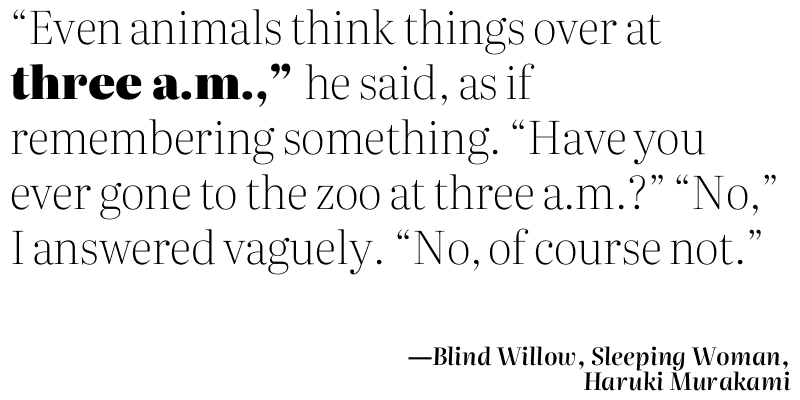 “Even animals think things over at
three a.m.,” he said, as if
remembering something. “Have you
ever gone to the zoo at three a.m.?” “No,”
I answered vaguely. “No, of course not.”
—Blind Willow, Sleeping Woman,
Haruki Murakami